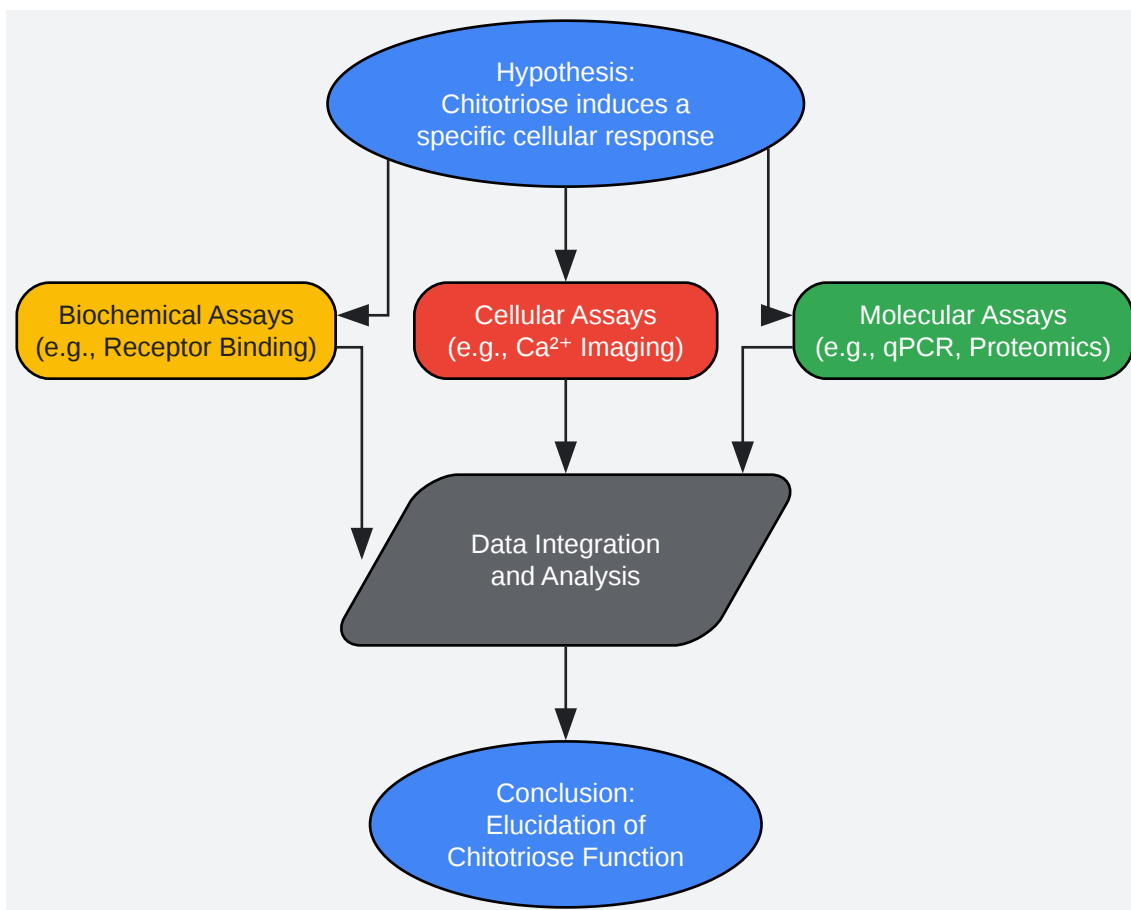 Hypothesis:
Chitotriose induces a
specific cellular response
Biochemical Assays
(e.g., Receptor Binding)
Cellular Assays
(e.g., Ca²⁺ Imaging)
Molecular Assays
(e.g., qPCR, Proteomics)
Data Integration
and Analysis
Conclusion:
Elucidation of
Chitotriose Function